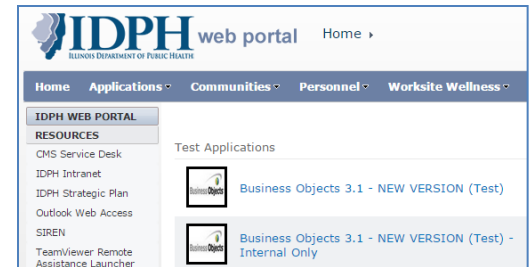 IDPH web portal Home
ILLINOIS DEPARTMENT OF PUBLIC HEALTH
Home Applications Communities Personnel Worksite Wellness
IDPH WEB PORTAL
RESOURCES
CMS Service Desk
IDPH Intranet
IDPH Strategic Plan
Outlook Web Access
SIREN
TeamViewer Remote
Assistance Launcher
Test Applications
Business Objects
Business Objects 3.1 - NEW VERSION (Test)
Business Objects
Business Objects 3.1 - NEW VERSION (Test) -
Internal Only